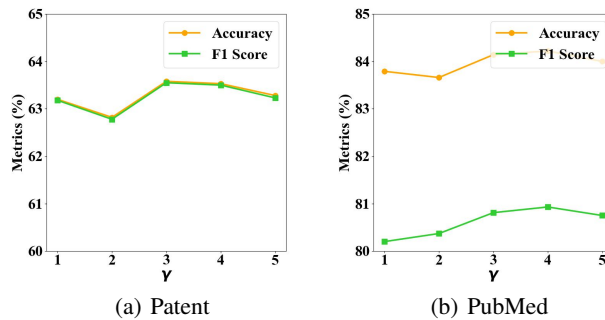 65
64
63
62
61
60
Metrics (%)
Accuracy
F1 Score
1 2 3 4 5
γ
(a) Patent
85
84
83
82
81
80
Metrics (%)
Accuracy
F1 Score
1 2 3 4 5
γ
(b) PubMed